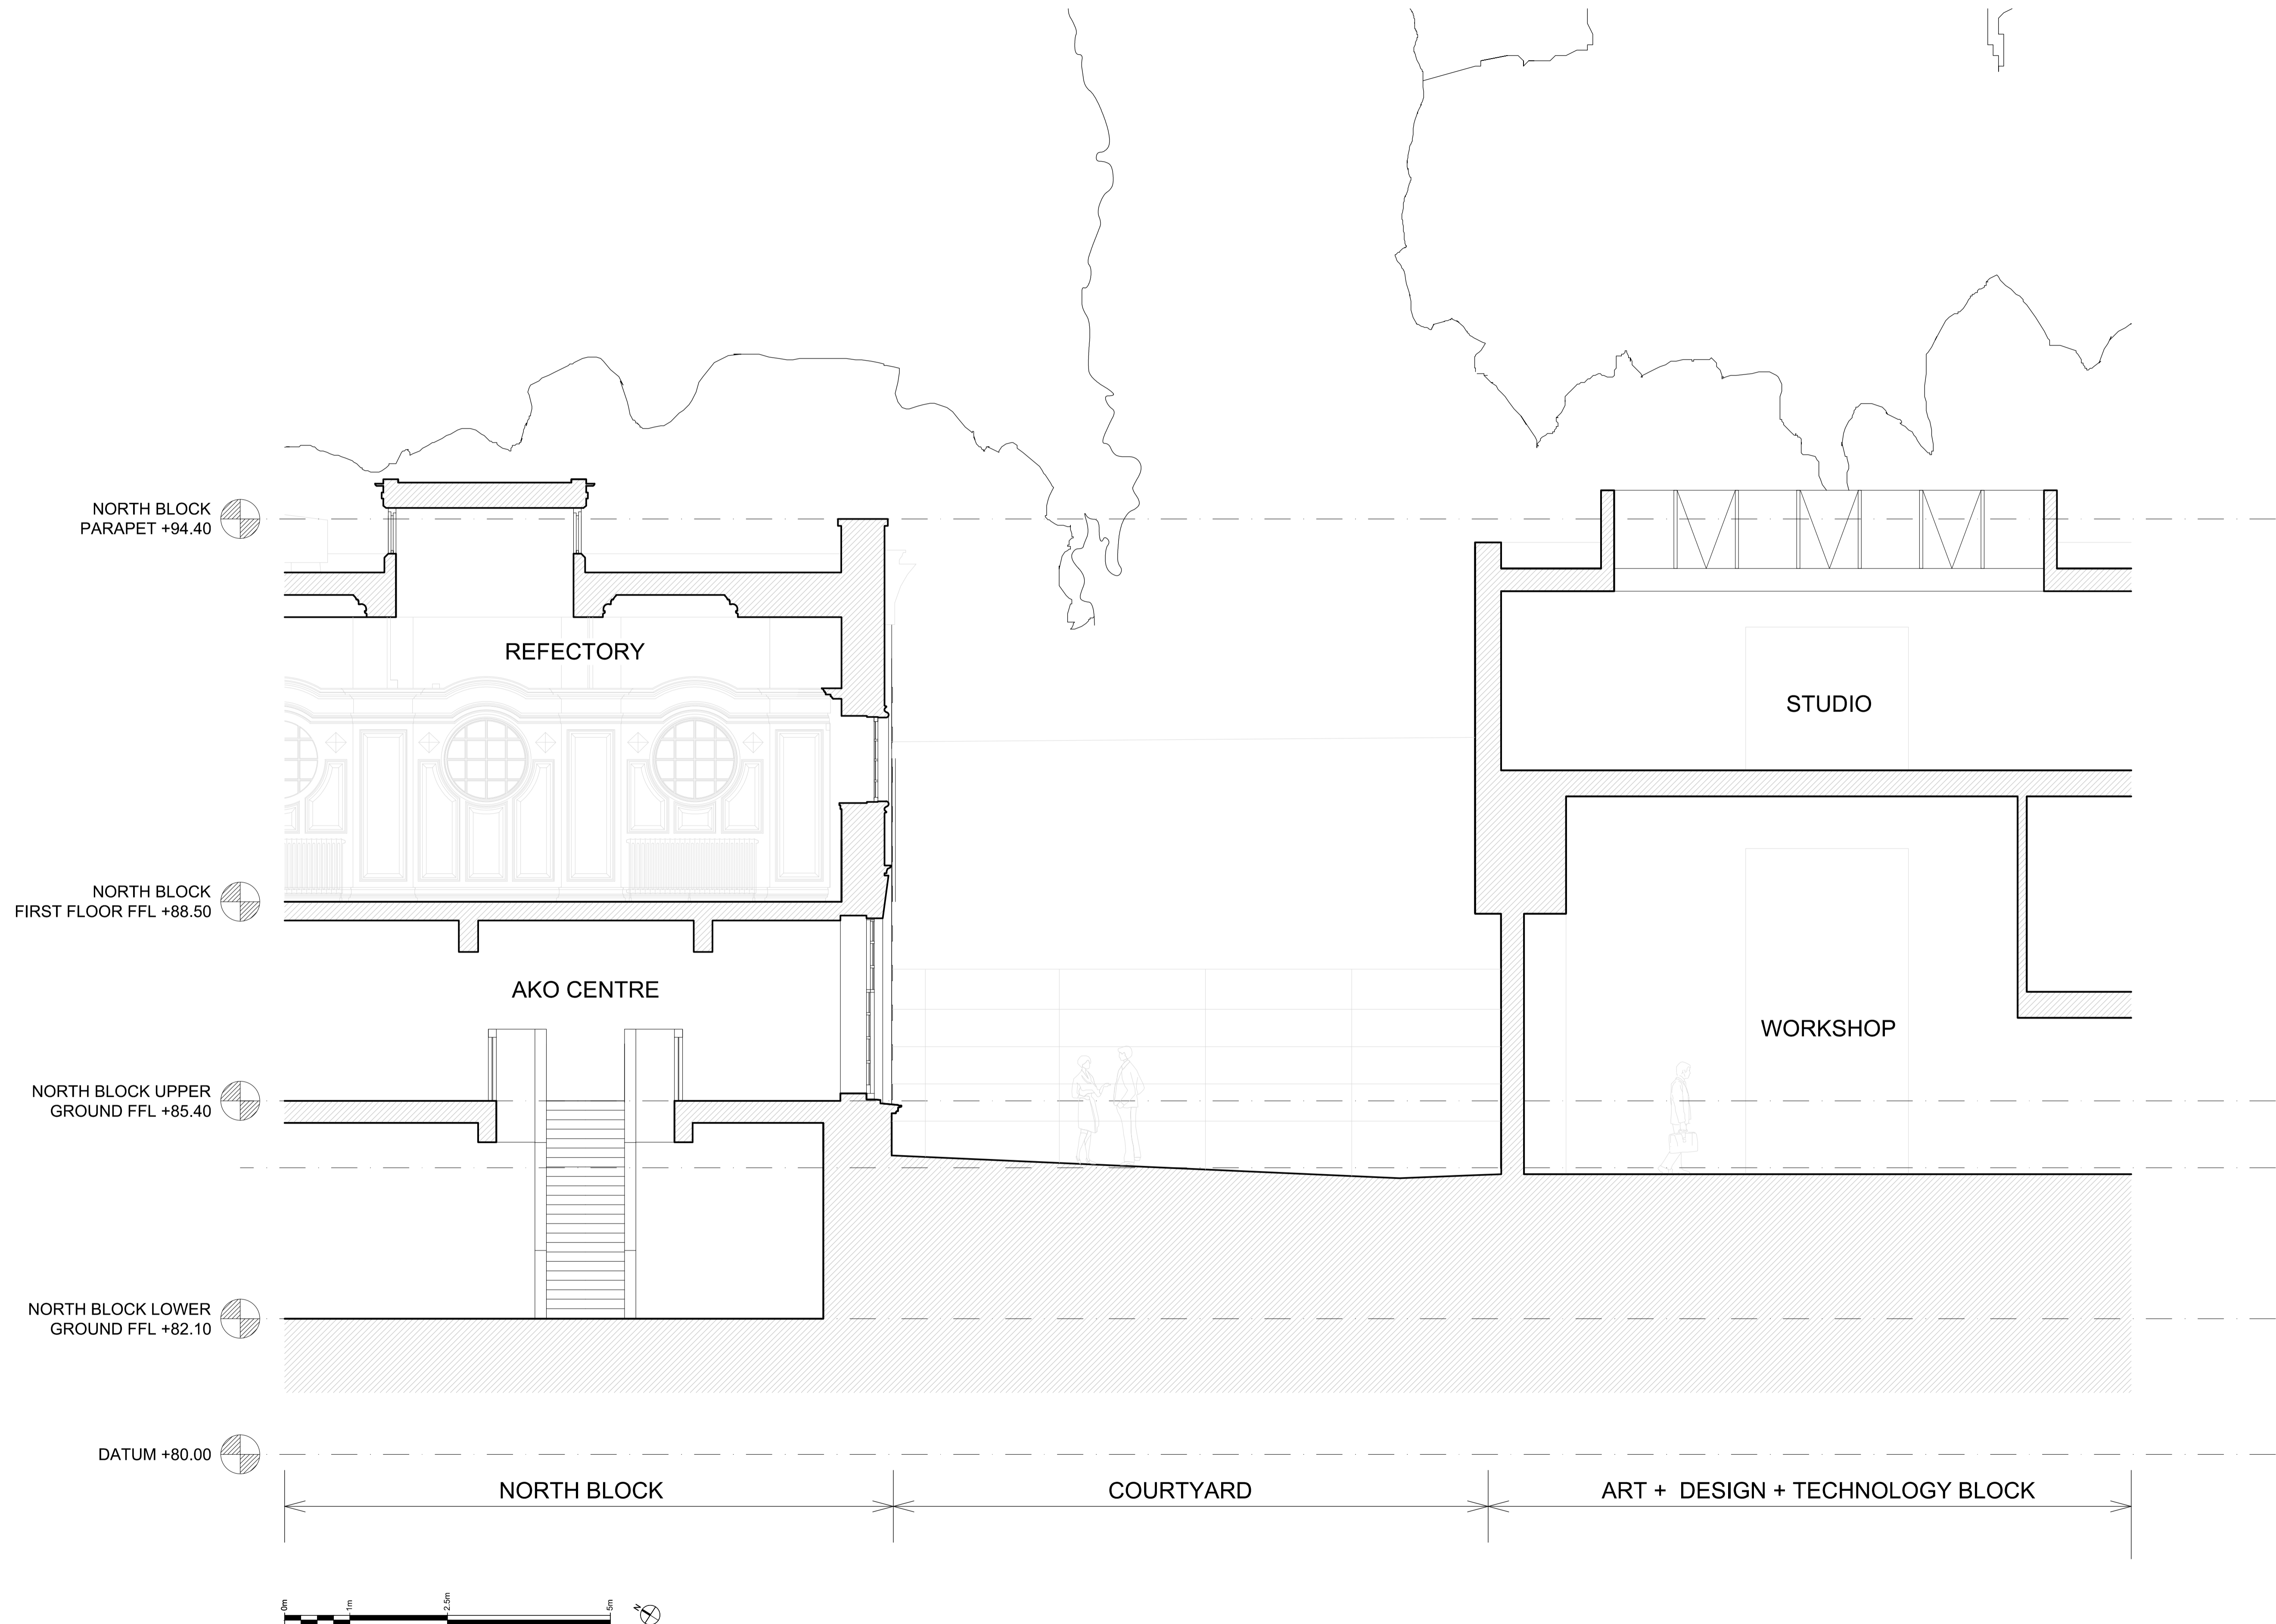 NORTH BLOCK
PARAPET +94.40
REFECTORY
STUDIO
NORTH BLOCK
FIRST FLOOR FFL +88.50
AKO CENTRE
WORKSHOP
NORTH BLOCK UPPER
GROUND FFL +85.40
NORTH BLOCK LOWER
GROUND FFL +82.10
DATUM +80.00
NORTH BLOCK
COURTYARD
ART + DESIGN + TECHNOLOGY BLOCK
0m
1m
2.5m
5m
N